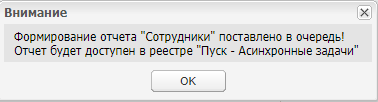 Внимание
Формирование отчета "Сотрудники" поставлено в очередь!
Отчет будет доступен в реестре "Пуск - Асинхронные задачи"
OK